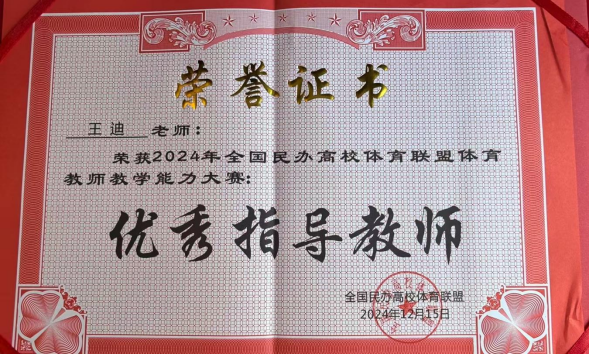 荣誉证书
王迪 老师：
荣获2024年全国民办高校体育联盟体育
教师教学能力大赛：
优秀指导教师
全国民办高校体育联盟
2024年12月15日